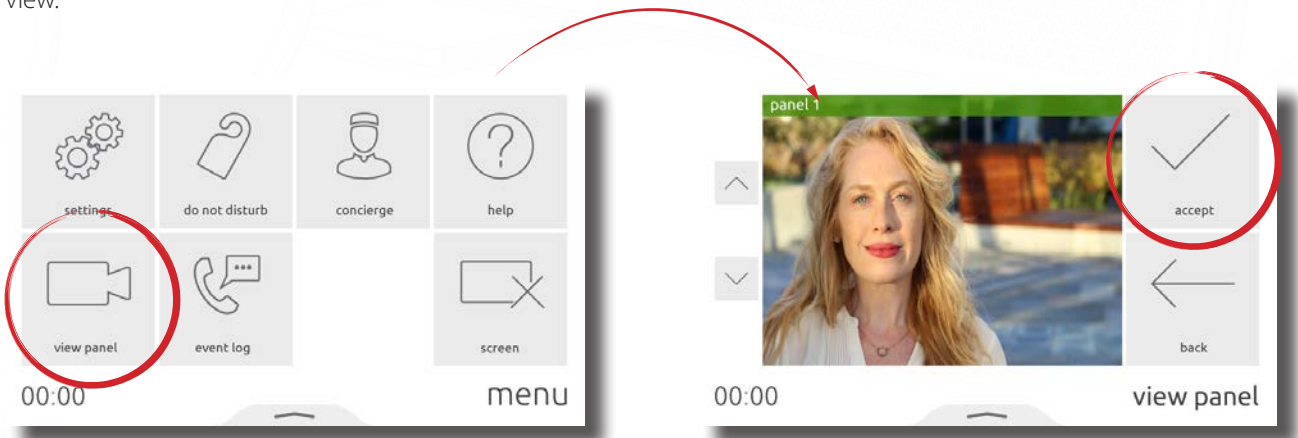 view.
settings
do not disturb
concierge
help
view panel
event log
screen
00:00
menu
panel 1
accept
back
00:00
view panel